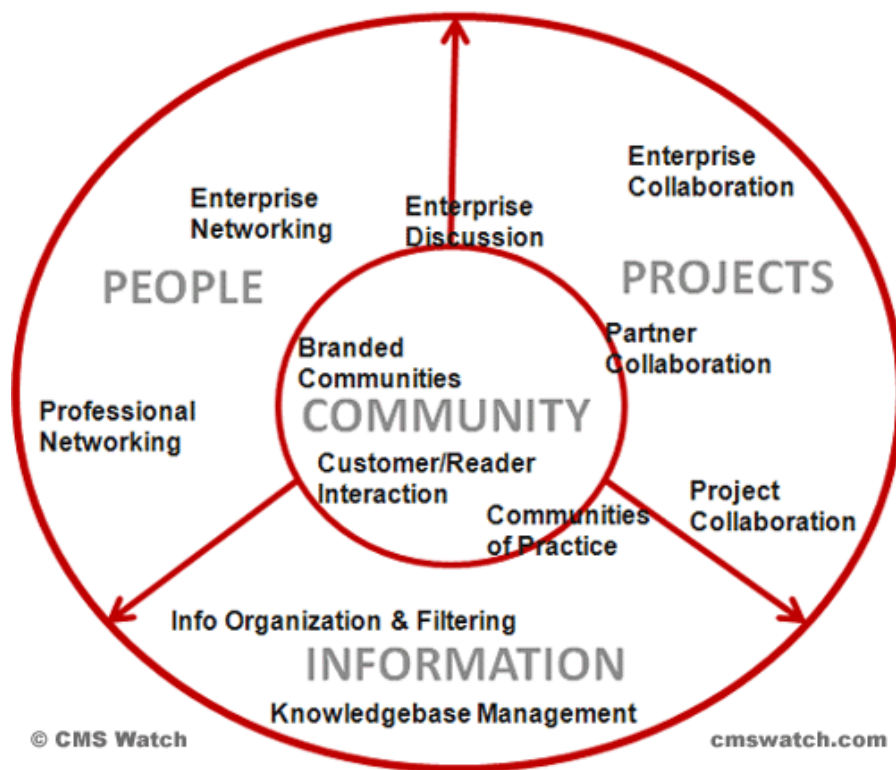 Enterprise
Networking
Enterprise
Discussion
Enterprise
Collaboration
PEOPLE
PROJECTS
Branded
Communities
Partner
Collaboration
COMMUNITY
Professional
Networking
Customer/Reader
Interaction
Communities
of Practice
Project
Collaboration
Info Organization & Filtering
INFORMATION
Knowledgebase Management
© CMS Watch
cmswatch.com